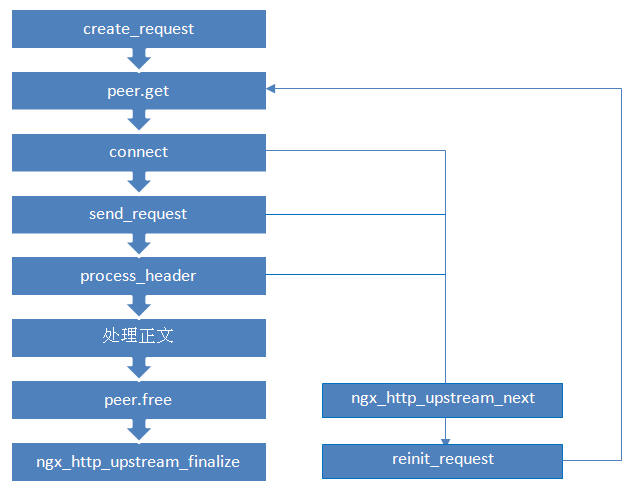 create_request
peer.get
connect
send_request
process_header
处理正文
peer.free
ngx_http_upstream_finalize
ngx_http_upstream_next
reinit_request